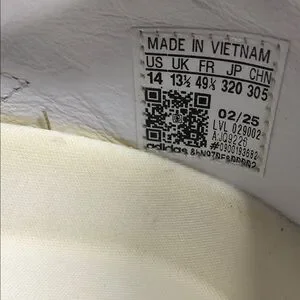 MADE IN VIETNAM
US UK FR JP CHN
14 13½ 49⅓ 320 305
02/25
LVL 029002
adidas